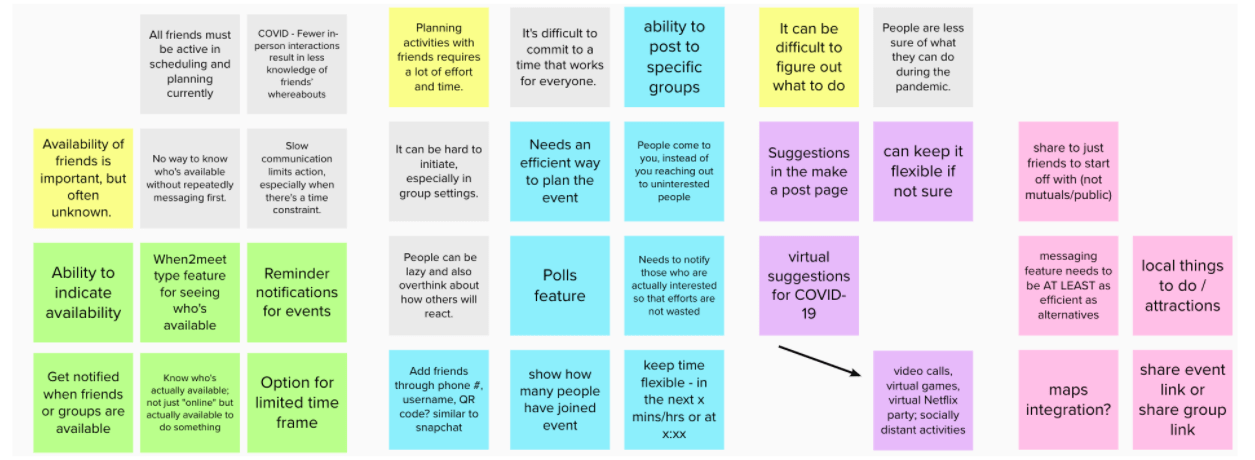 All friends must
be active in
scheduling and
planning
currently
COVID - Fewer in-
person interactions
result in less
knowledge of
friends'
whereabouts
Planning
activities with
friends requires
a lot of effort
and time.
It's difficult to
commit to a
time that works
for everyone.
ability to
post to
specific
groups
It can be
difficult to
figure out
what to do
People are less
sure of what
they can do
during the
pandemic.
Availability of
friends is
important, but
often
unknown.
No way to know
who's available
without repeatedly
messaging first.
Slow
communication
limits action,
especially when
there's a time
constraint.
It can be hard to
initiate,
especially in
group settings.
Needs an
efficient way
to plan the
event
People come to
you, instead of
you reaching out
to uninterested
people
Suggestions
in the make
a post page
can keep it
flexible if
not sure
share to just
friends to start
off with (not
mutuals/public)
Ability to
indicate
availability
When2meet
type feature
for seeing
who's
available
Reminder
notifications
for events
People can be
lazy and also
overthink about
how others will
react.
Polls
feature
Needs to notify
those who are
actually interested
so that efforts are
not wasted
virtual
suggestions
for COVID-
19
messaging
feature needs to
be AT LEAST as
efficient as
alternatives
local things
to do /
attractions
Get notified
when friends
or groups are
available
Know who's
actually available;
not just "online" but
actually available to
do something
Option for
limited time
frame
Add friends
through phone #,
username, QR
code? similar to
snapchat
show how
many people
have joined
event
keep time
flexible - in
the next x
mins/hrs or at
x:xx
video calls,
virtual games,
virtual Netflix
party; socially
distant activities
maps
integration?
share event
link or
share group
link